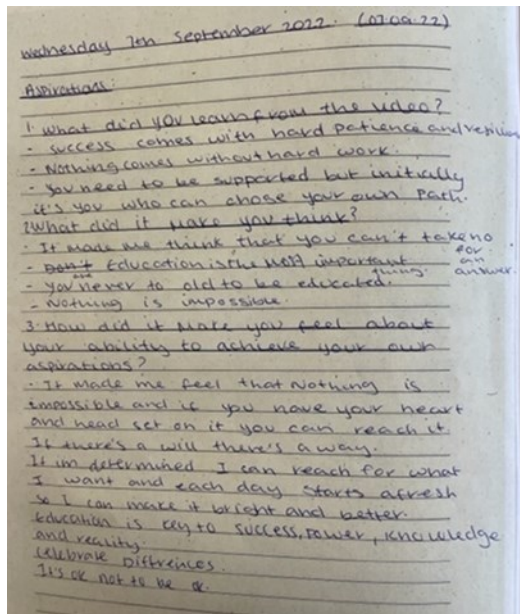 Wednesday 7th September 2022. (07.09.22)
Aspirations:
1. What did you learn from the video?
- success comes with hard patience and
- Nothing comes without hard work.
- You need to be supported but initially
it's you who can chose your own path.
2 What did it make you think?
- It made me think that you can't take no for an answer.
- Don't Education is the most important thing.
- You are never to old to be educated.
- Nothing is impossible.
3. How did it make you feel about
your ability to achieve your own
aspirations?
- It made me feel that Nothing is
impossible and if you have your heart
and head set on it you can reach it
If there's a will there's a way.
If im determined I can reach for what
I want and each day starts afresh
so I can make it bright and better.
Education is key to success, Power, Knowledge
and reality.
Celebrate Diffrences.
It's ok not to be ok.